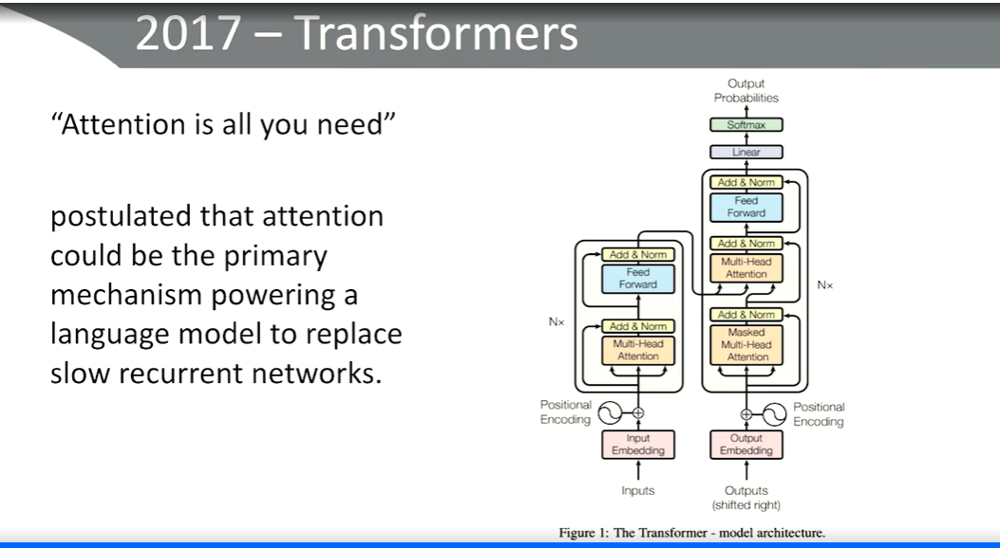 2017 – Transformers
“Attention is all you need”
postulated that attention
could be the primary
mechanism powering a
language model to replace
slow recurrent networks.
Output
Probabilities
Softmax
Linear
Add & Norm
Feed
Forward
Add & Norm
Multi-Head
Attention
Nx
Add & Norm
Masked
Multi-Head
Attention
Add & Norm
Feed
Forward
Nx
Add & Norm
Multi-Head
Attention
Positional
Encoding
Positional
Encoding
Input
Embedding
Output
Embedding
Inputs
Outputs
(shifted right)
Figure 1: The Transformer - model architecture.